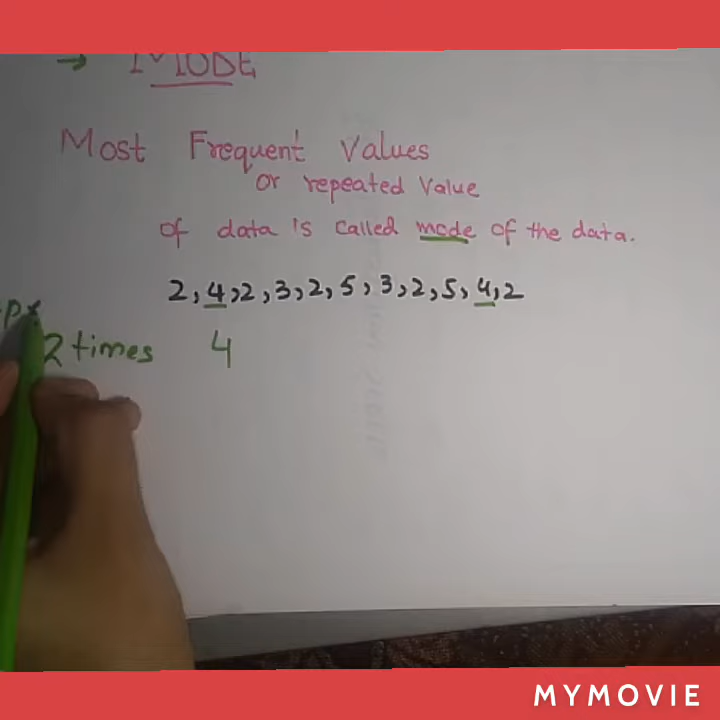 → MODE
Most Frequent Values
or repeated Value
of data is called mode of the data.
2, 4, 2, 3, 2, 5, 3, 2, 5, 4, 2
2 times 4
MYMOVIE